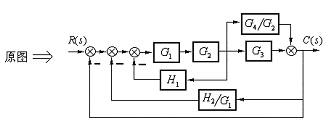 原图
R(s)
G₄/G₂
C(s)
G₁
G₂
G₃
H₁
H₂/G₁